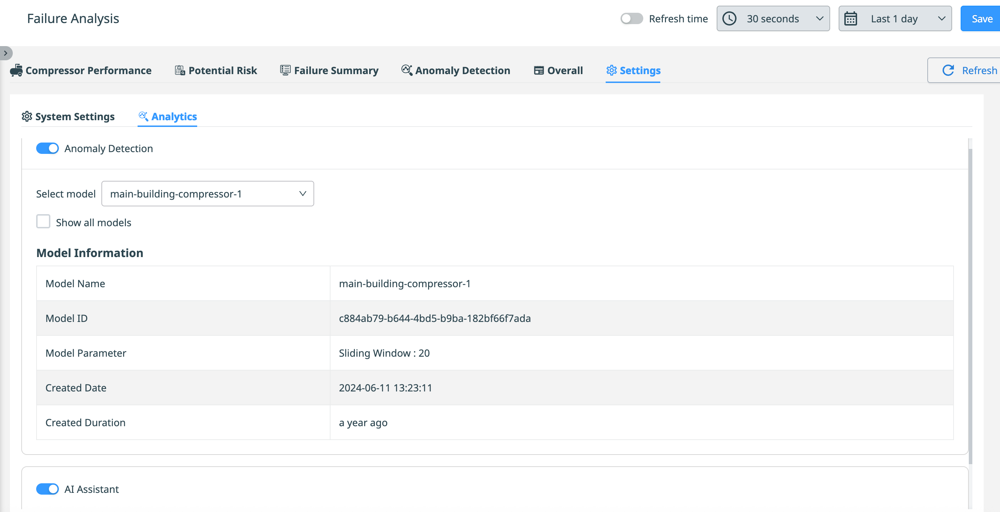 Failure Analysis
Refresh time
30 seconds
Last 1 day
Save
Compressor Performance
Potential Risk
Failure Summary
Anomaly Detection
Overall
Settings
Refresh
System Settings
Analytics
Anomaly Detection
Select model
main-building-compressor-1
Show all models
Model Information
Model Name
main-building-compressor-1
Model ID
c884ab79-b644-4bd5-b9ba-182bf66f7ada
Model Parameter
Sliding Window : 20
Created Date
2024-06-11 13:23:11
Created Duration
a year ago
AI Assistant